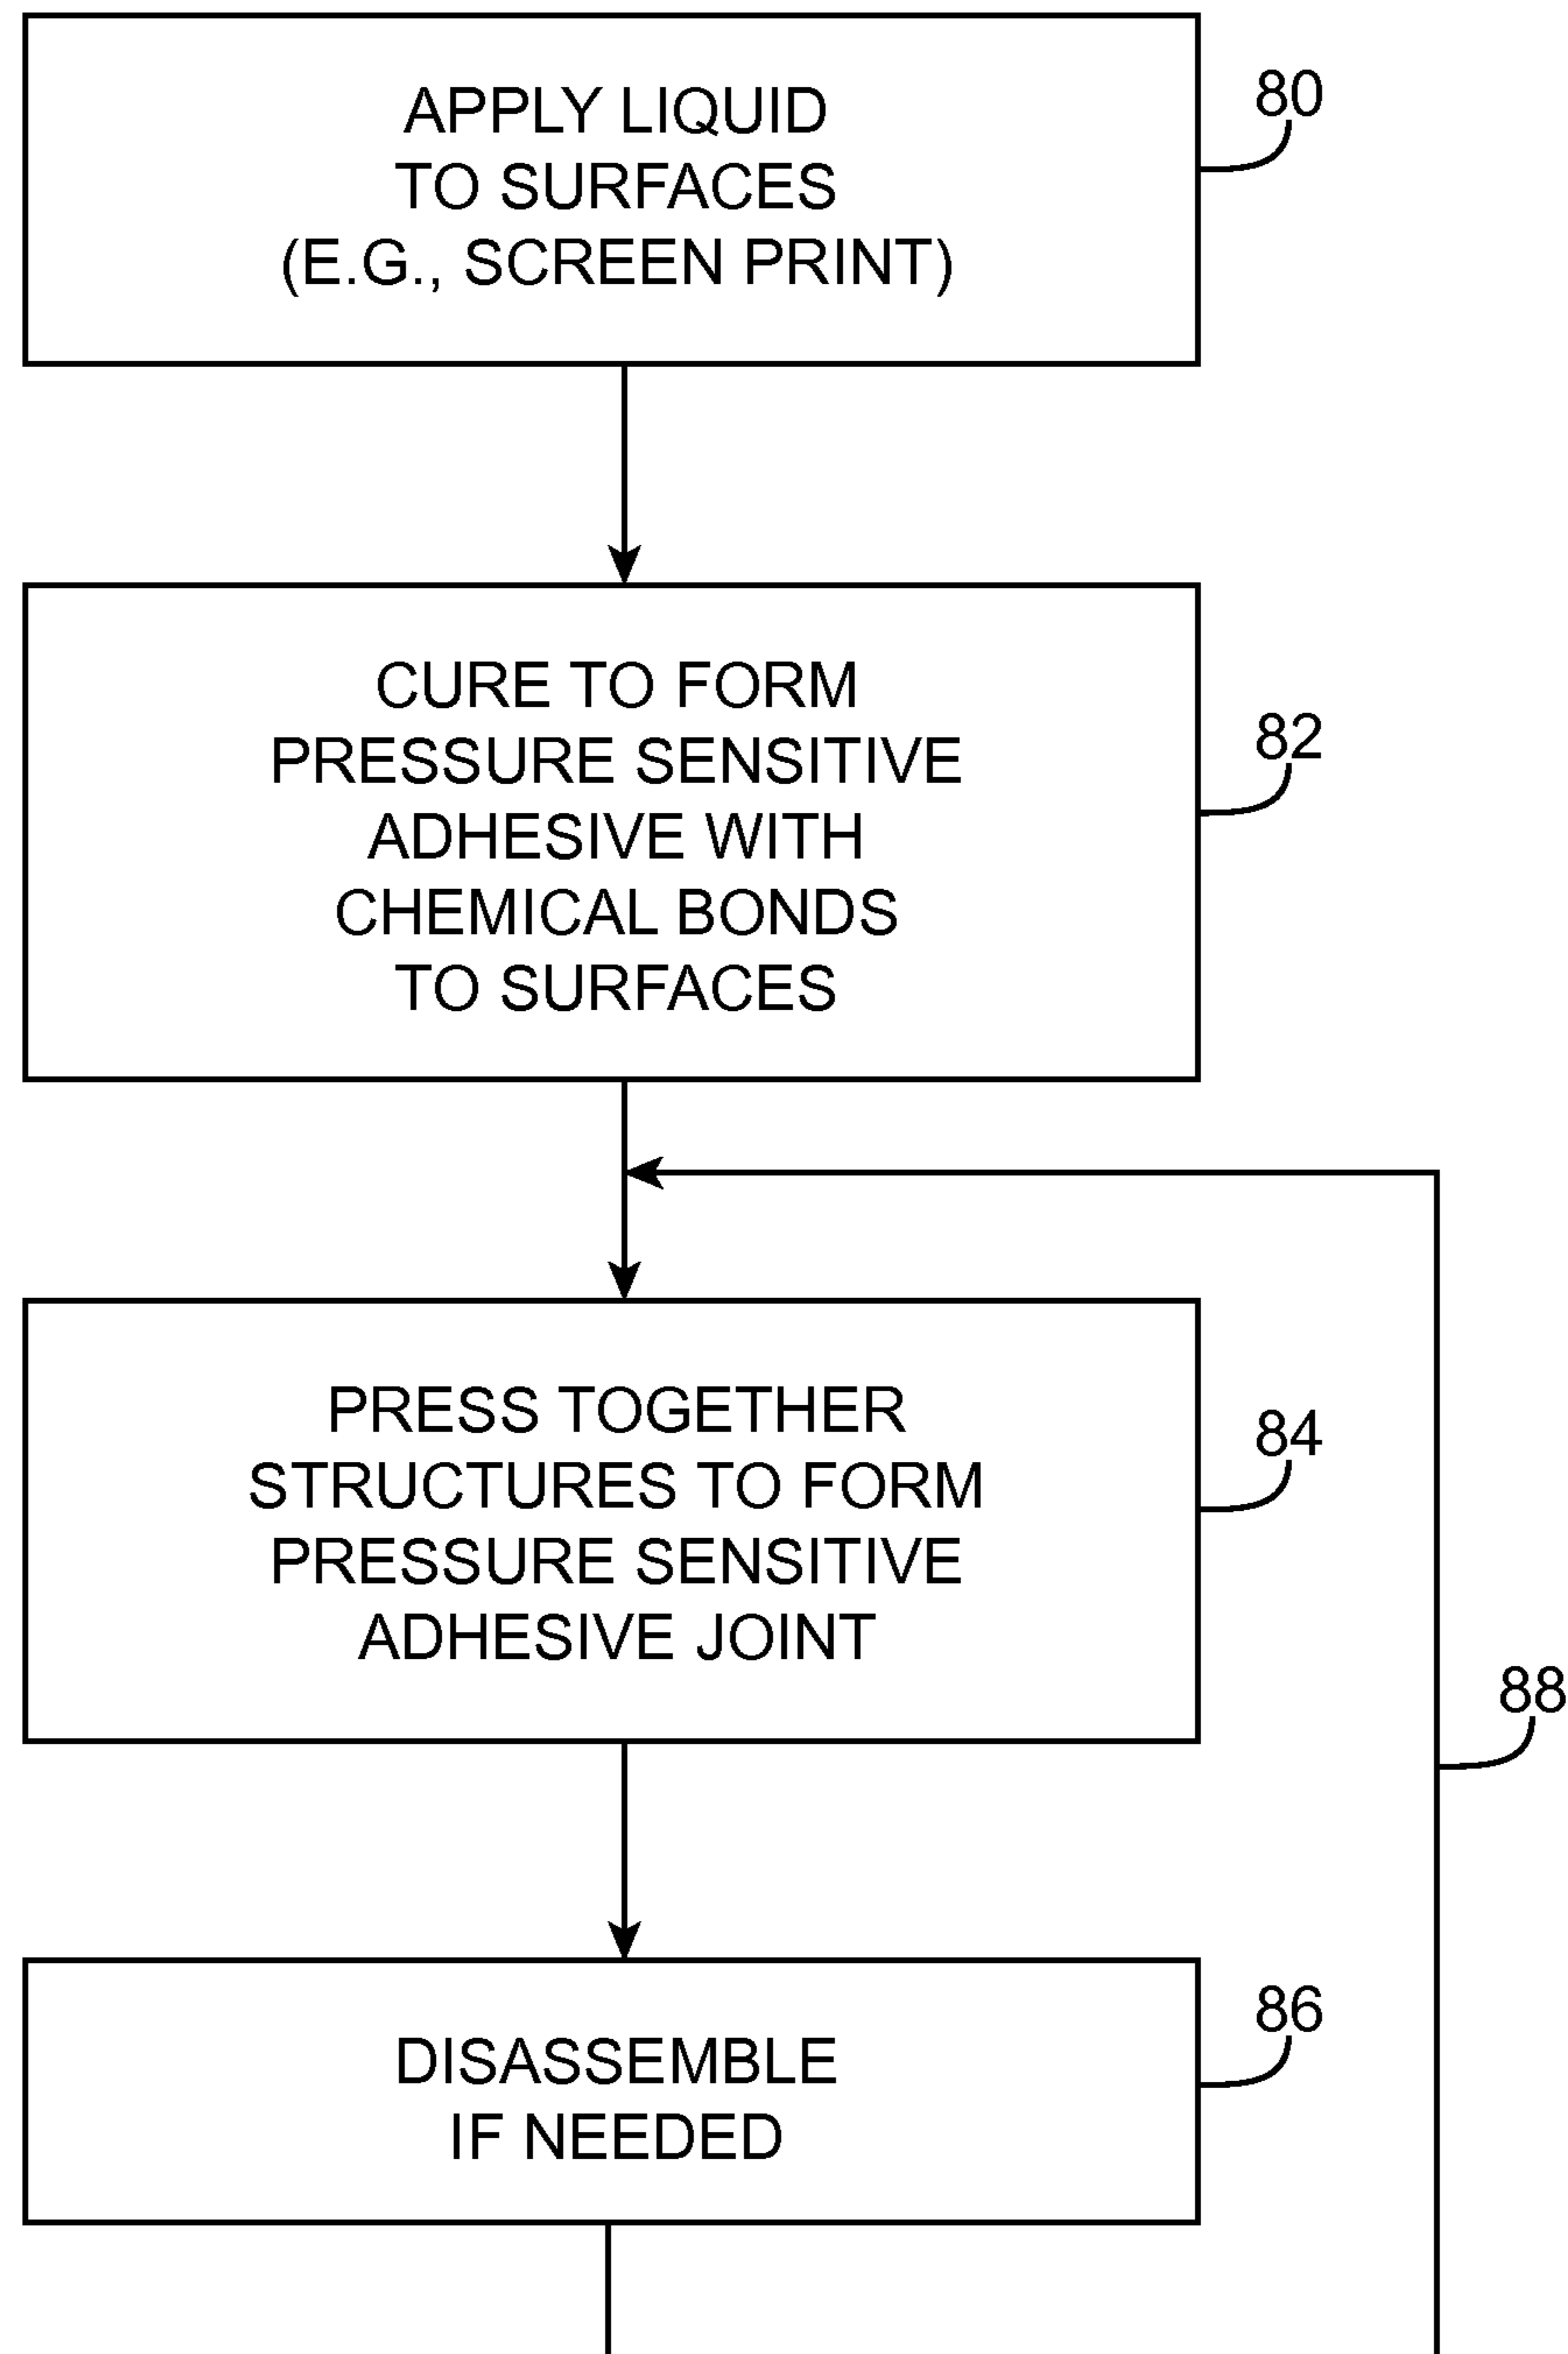 APPLY LIQUID
TO SURFACES
(E.G., SCREEN PRINT)
80
CURE TO FORM
PRESSURE SENSITIVE
ADHESIVE WITH
CHEMICAL BONDS
TO SURFACES
82
PRESS TOGETHER
STRUCTURES TO FORM
PRESSURE SENSITIVE
ADHESIVE JOINT
84
88
DISASSEMBLE
IF NEEDED
86